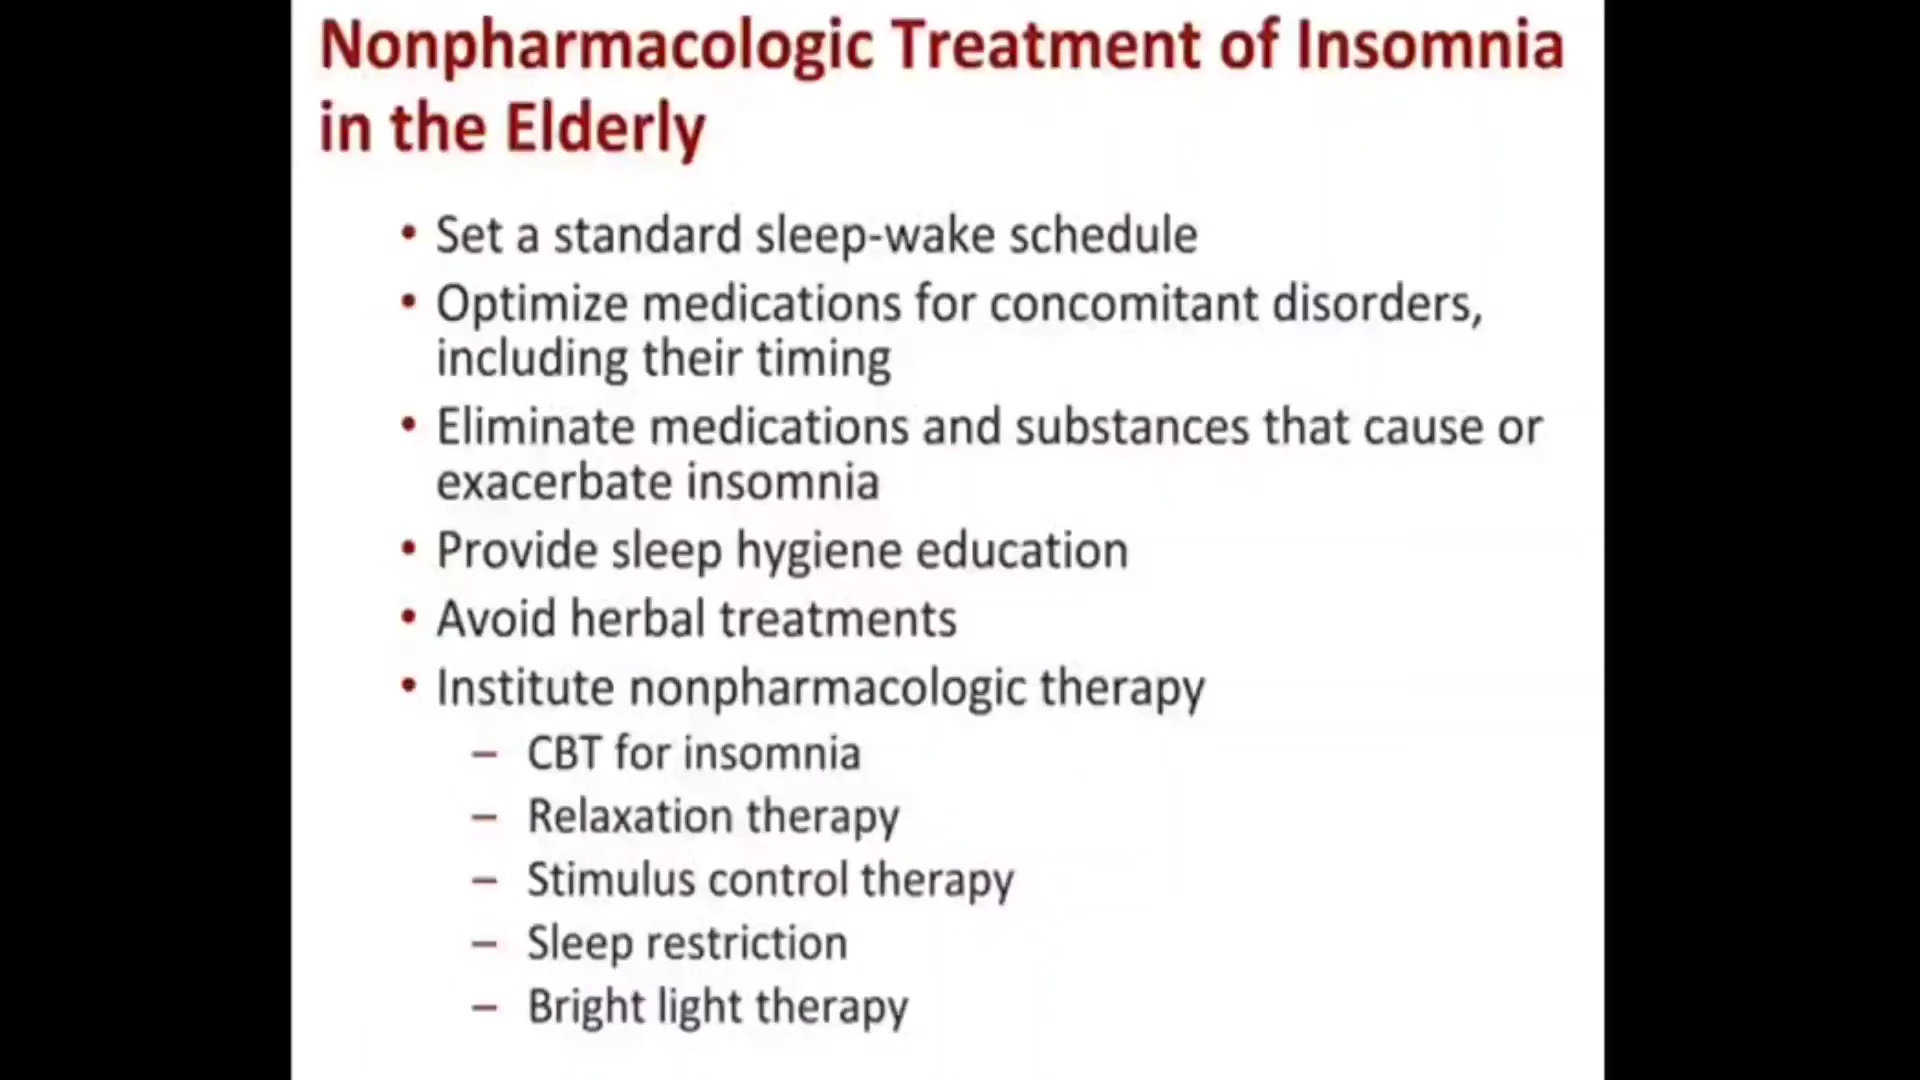 Nonpharmacologic Treatment of Insomnia
in the Elderly
• Set a standard sleep-wake schedule
• Optimize medications for concomitant disorders,
including their timing
• Eliminate medications and substances that cause or
exacerbate insomnia
• Provide sleep hygiene education
• Avoid herbal treatments
• Institute nonpharmacologic therapy
– CBT for insomnia
– Relaxation therapy
– Stimulus control therapy
– Sleep restriction
– Bright light therapy